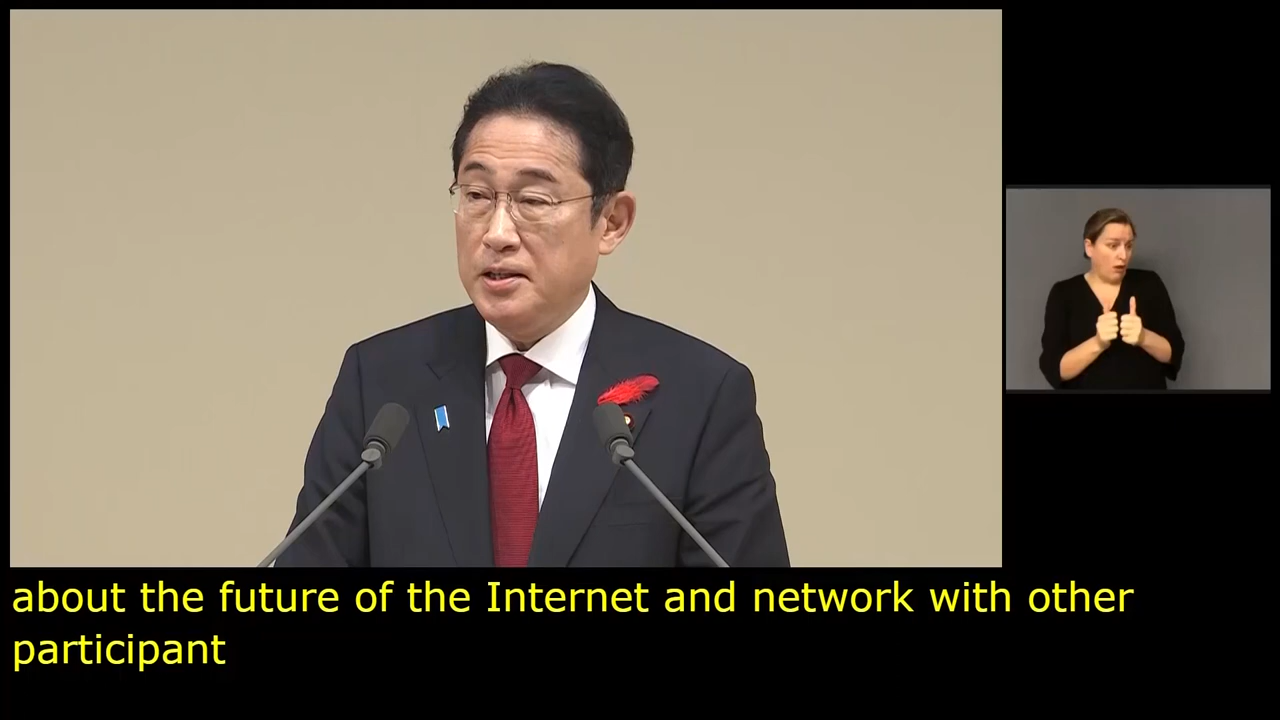 about the future of the Internet and network with other
participant